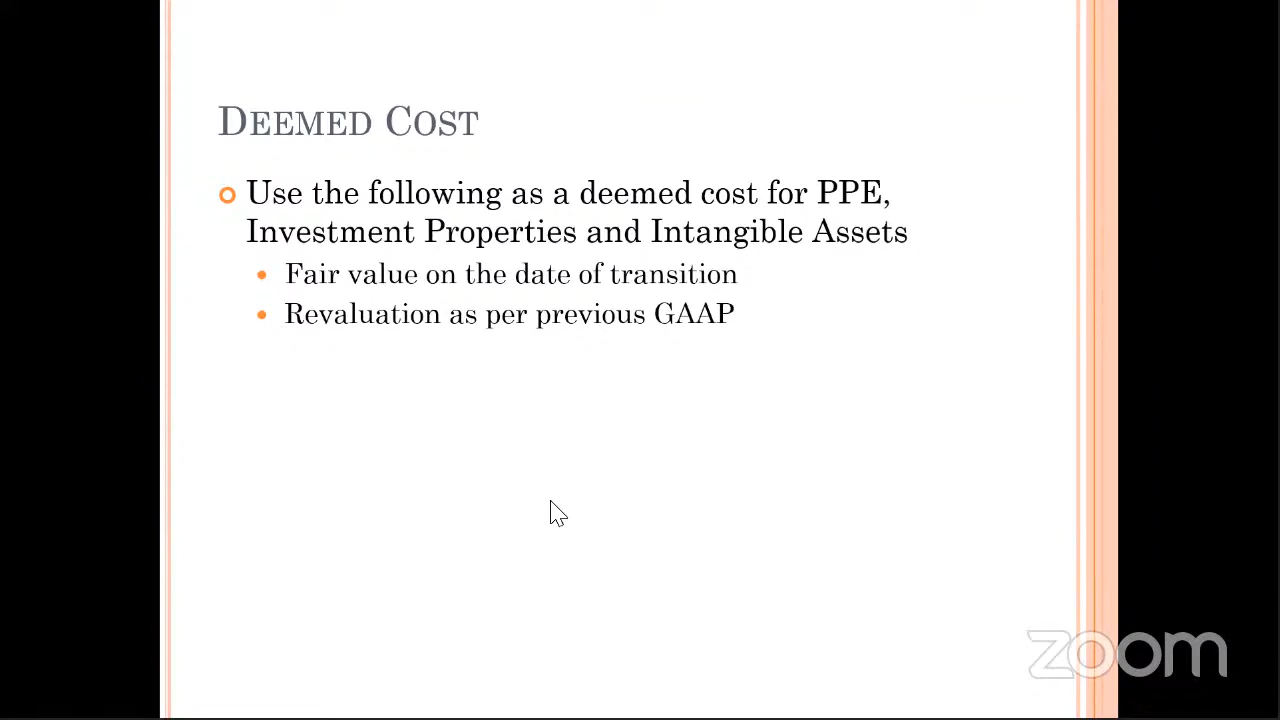 DEEMED COST
Use the following as a deemed cost for PPE,
Investment Properties and Intangible Assets
Fair value on the date of transition
Revaluation as per previous GAAP
zoom